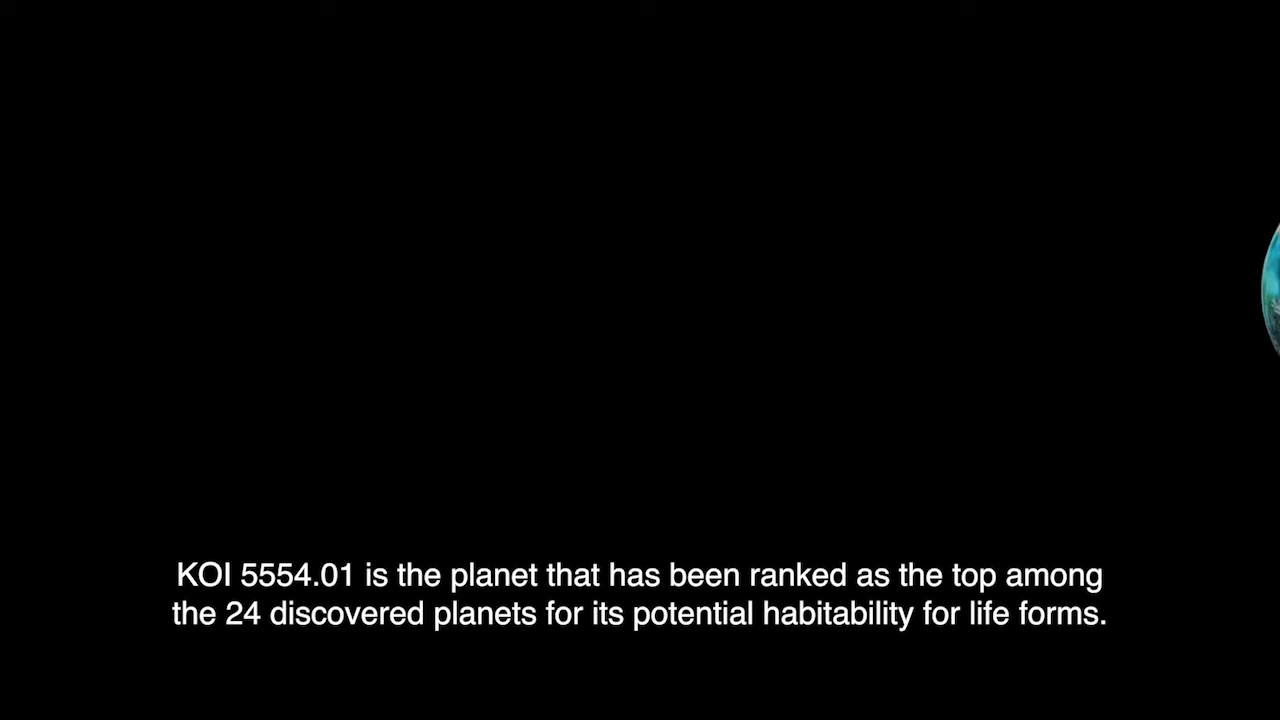 KOI 5554.01 is the planet that has been ranked as the top among
the 24 discovered planets for its potential habitability for life forms.